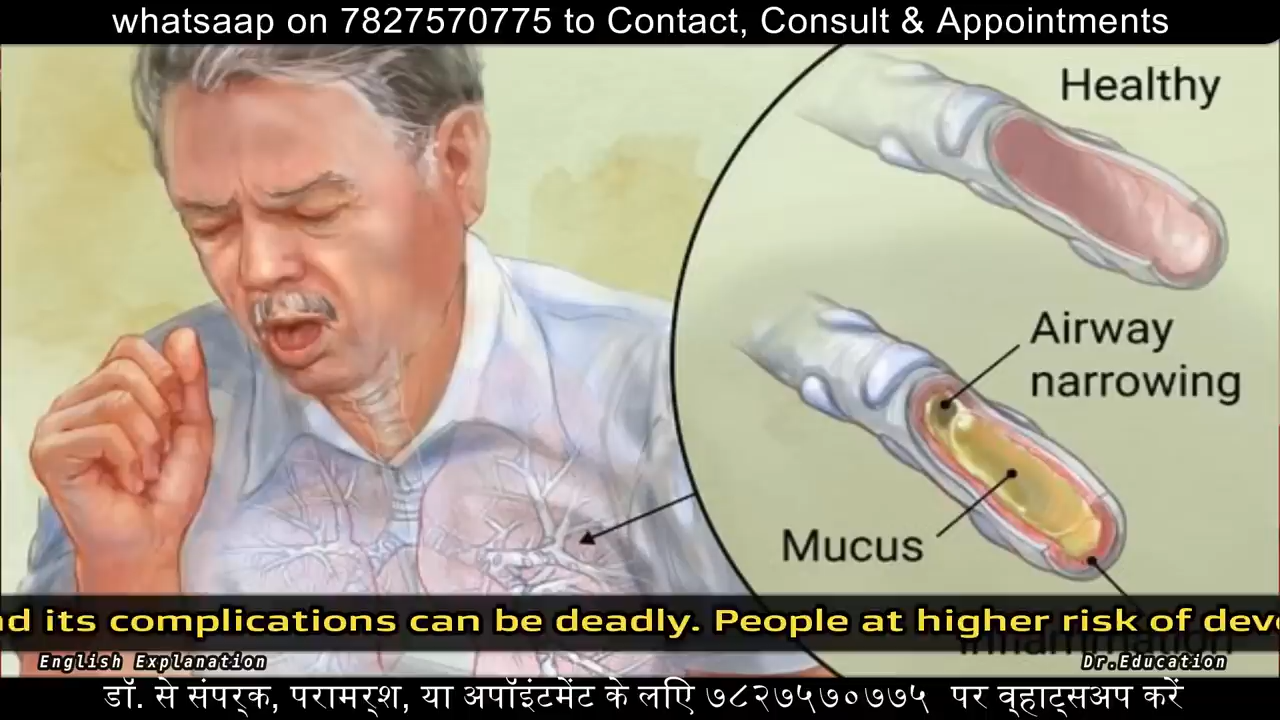 whatsaap on 7827570775 to Contact, Consult & Appointments
Healthy
Airway
narrowing
Mucus
its complications can be deadly. People at higher risk of
Inflammation
English Explanation
Dr.Education
डॉ. से संपर्क, परामर्श, या अपॉइंटमेंट के लिए ७८२७५७०७७५ पर व्हाट्सअप करें